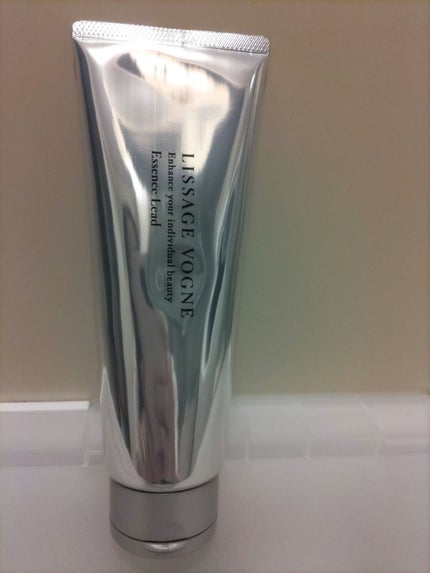 LISSAGE VOGNE
Enhance your individual beauty
Essence Lead